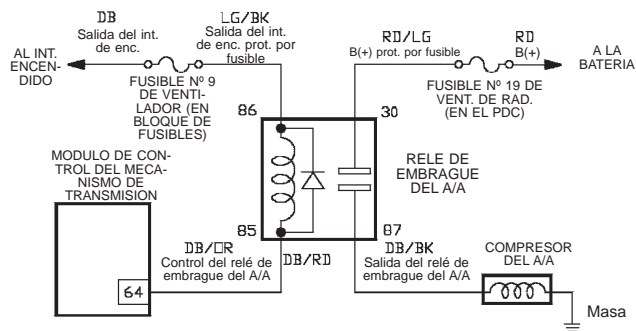 DB
Salida del int.
de enc.
LG/BK
Salida del int.
de enc. prot. por
fusible
RD/LG
B(+) prot. por fusible
RD
B(+)
AL INT.
ENCEN-
DIDO
A LA
BATERIA
FUSIBLE Nº 9
DE VENTI-
LADOR (EN
BLOQUE DE
FUSIBLES)
FUSIBLE Nº 19 DE
VENT. DE RAD.
(EN EL PDC)
86
30
MODULO DE CON-
TROL DEL MECA-
NISMO DE
TRANSMISION
RELE DE
EMBRAGUE
DEL A/A
85
87
DB/OR
Control del relé de
embrague del A/A
DB/RD
DB/BK
Salida del relé de
embrague del A/A
COMPRESOR
DEL A/A
64
Masa